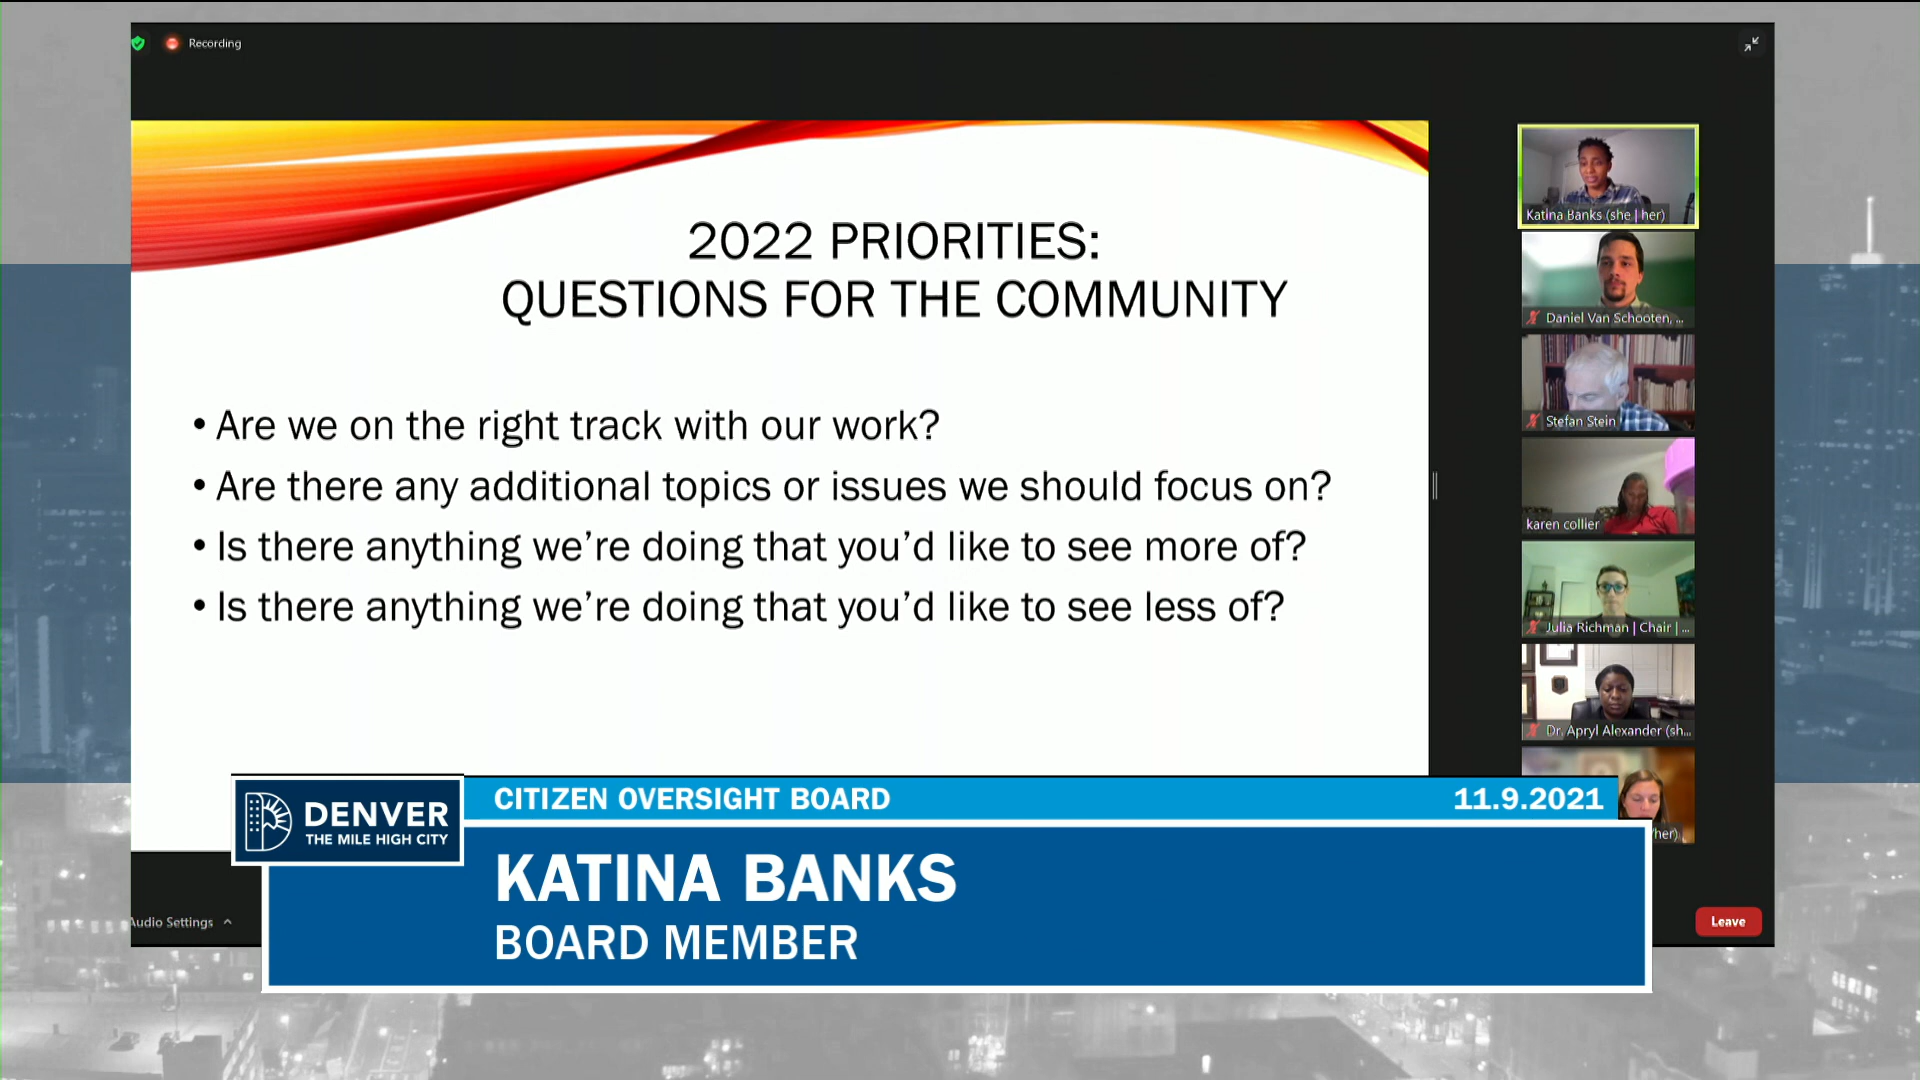 Recording
2022 PRIORITIES:
QUESTIONS FOR THE COMMUNITY
• Are we on the right track with our work?
• Are there any additional topics or issues we should focus on?
• Is there anything we're doing that you'd like to see more of?
• Is there anything we're doing that you'd like to see less of?
Katina Banks (she | her)
Daniel Van Schooten, ...
Stefan Stein
karen collier
Julia Richman | Chair | ...
Dr. Apryl Alexander (sh...
/her)
DENVER
THE MILE HIGH CITY
CITIZEN OVERSIGHT BOARD
11.9.2021
KATINA BANKS
BOARD MEMBER
Audio Settings
Leave